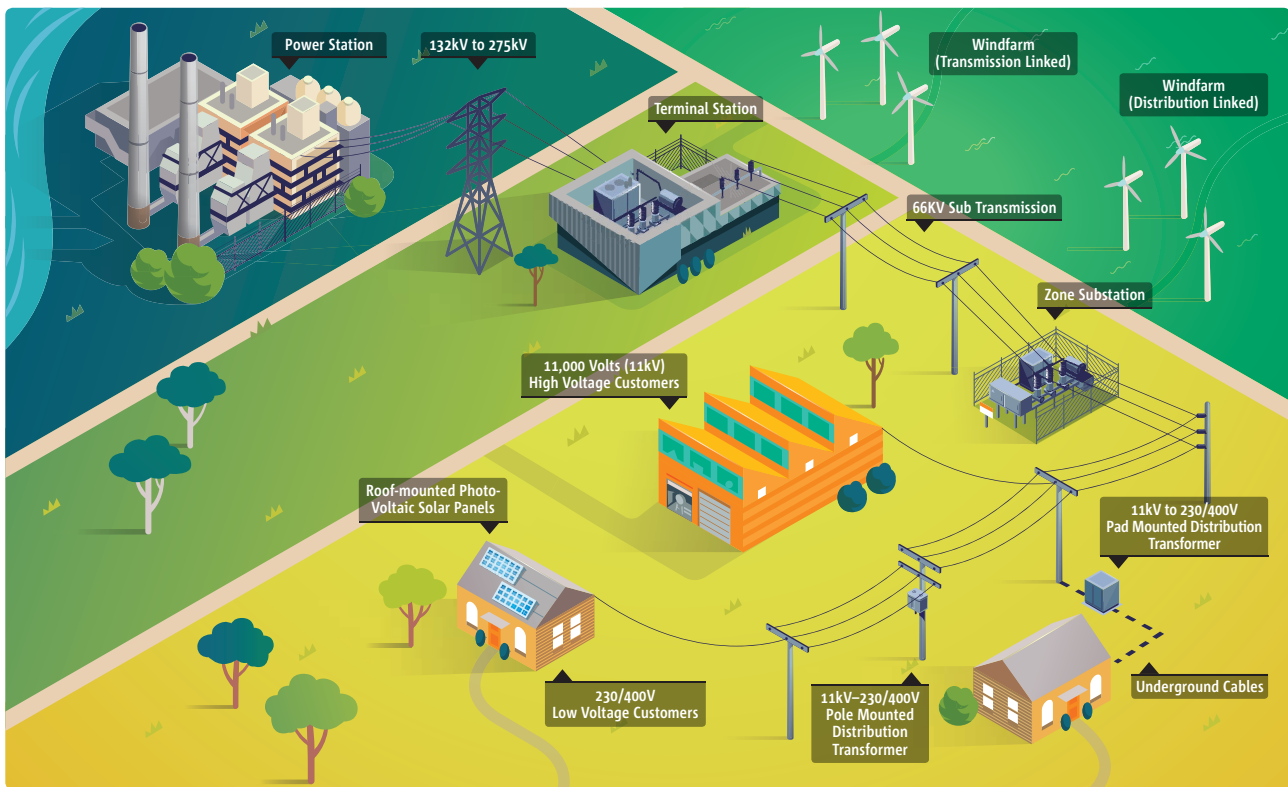 Power Station
132kV to 275kV
Windfarm
(Transmission Linked)
Windfarm
(Distribution Linked)
Terminal Station
66KV Sub Transmission
Zone Substation
11,000 Volts (11kV)
High Voltage Customers
Roof-mounted Photo-
Voltaic Solar Panels
11kV to 230/400V
Pad Mounted Distribution
Transformer
230/400V
Low Voltage Customers
11kV–230/400V
Pole Mounted
Distribution
Transformer
Underground Cables